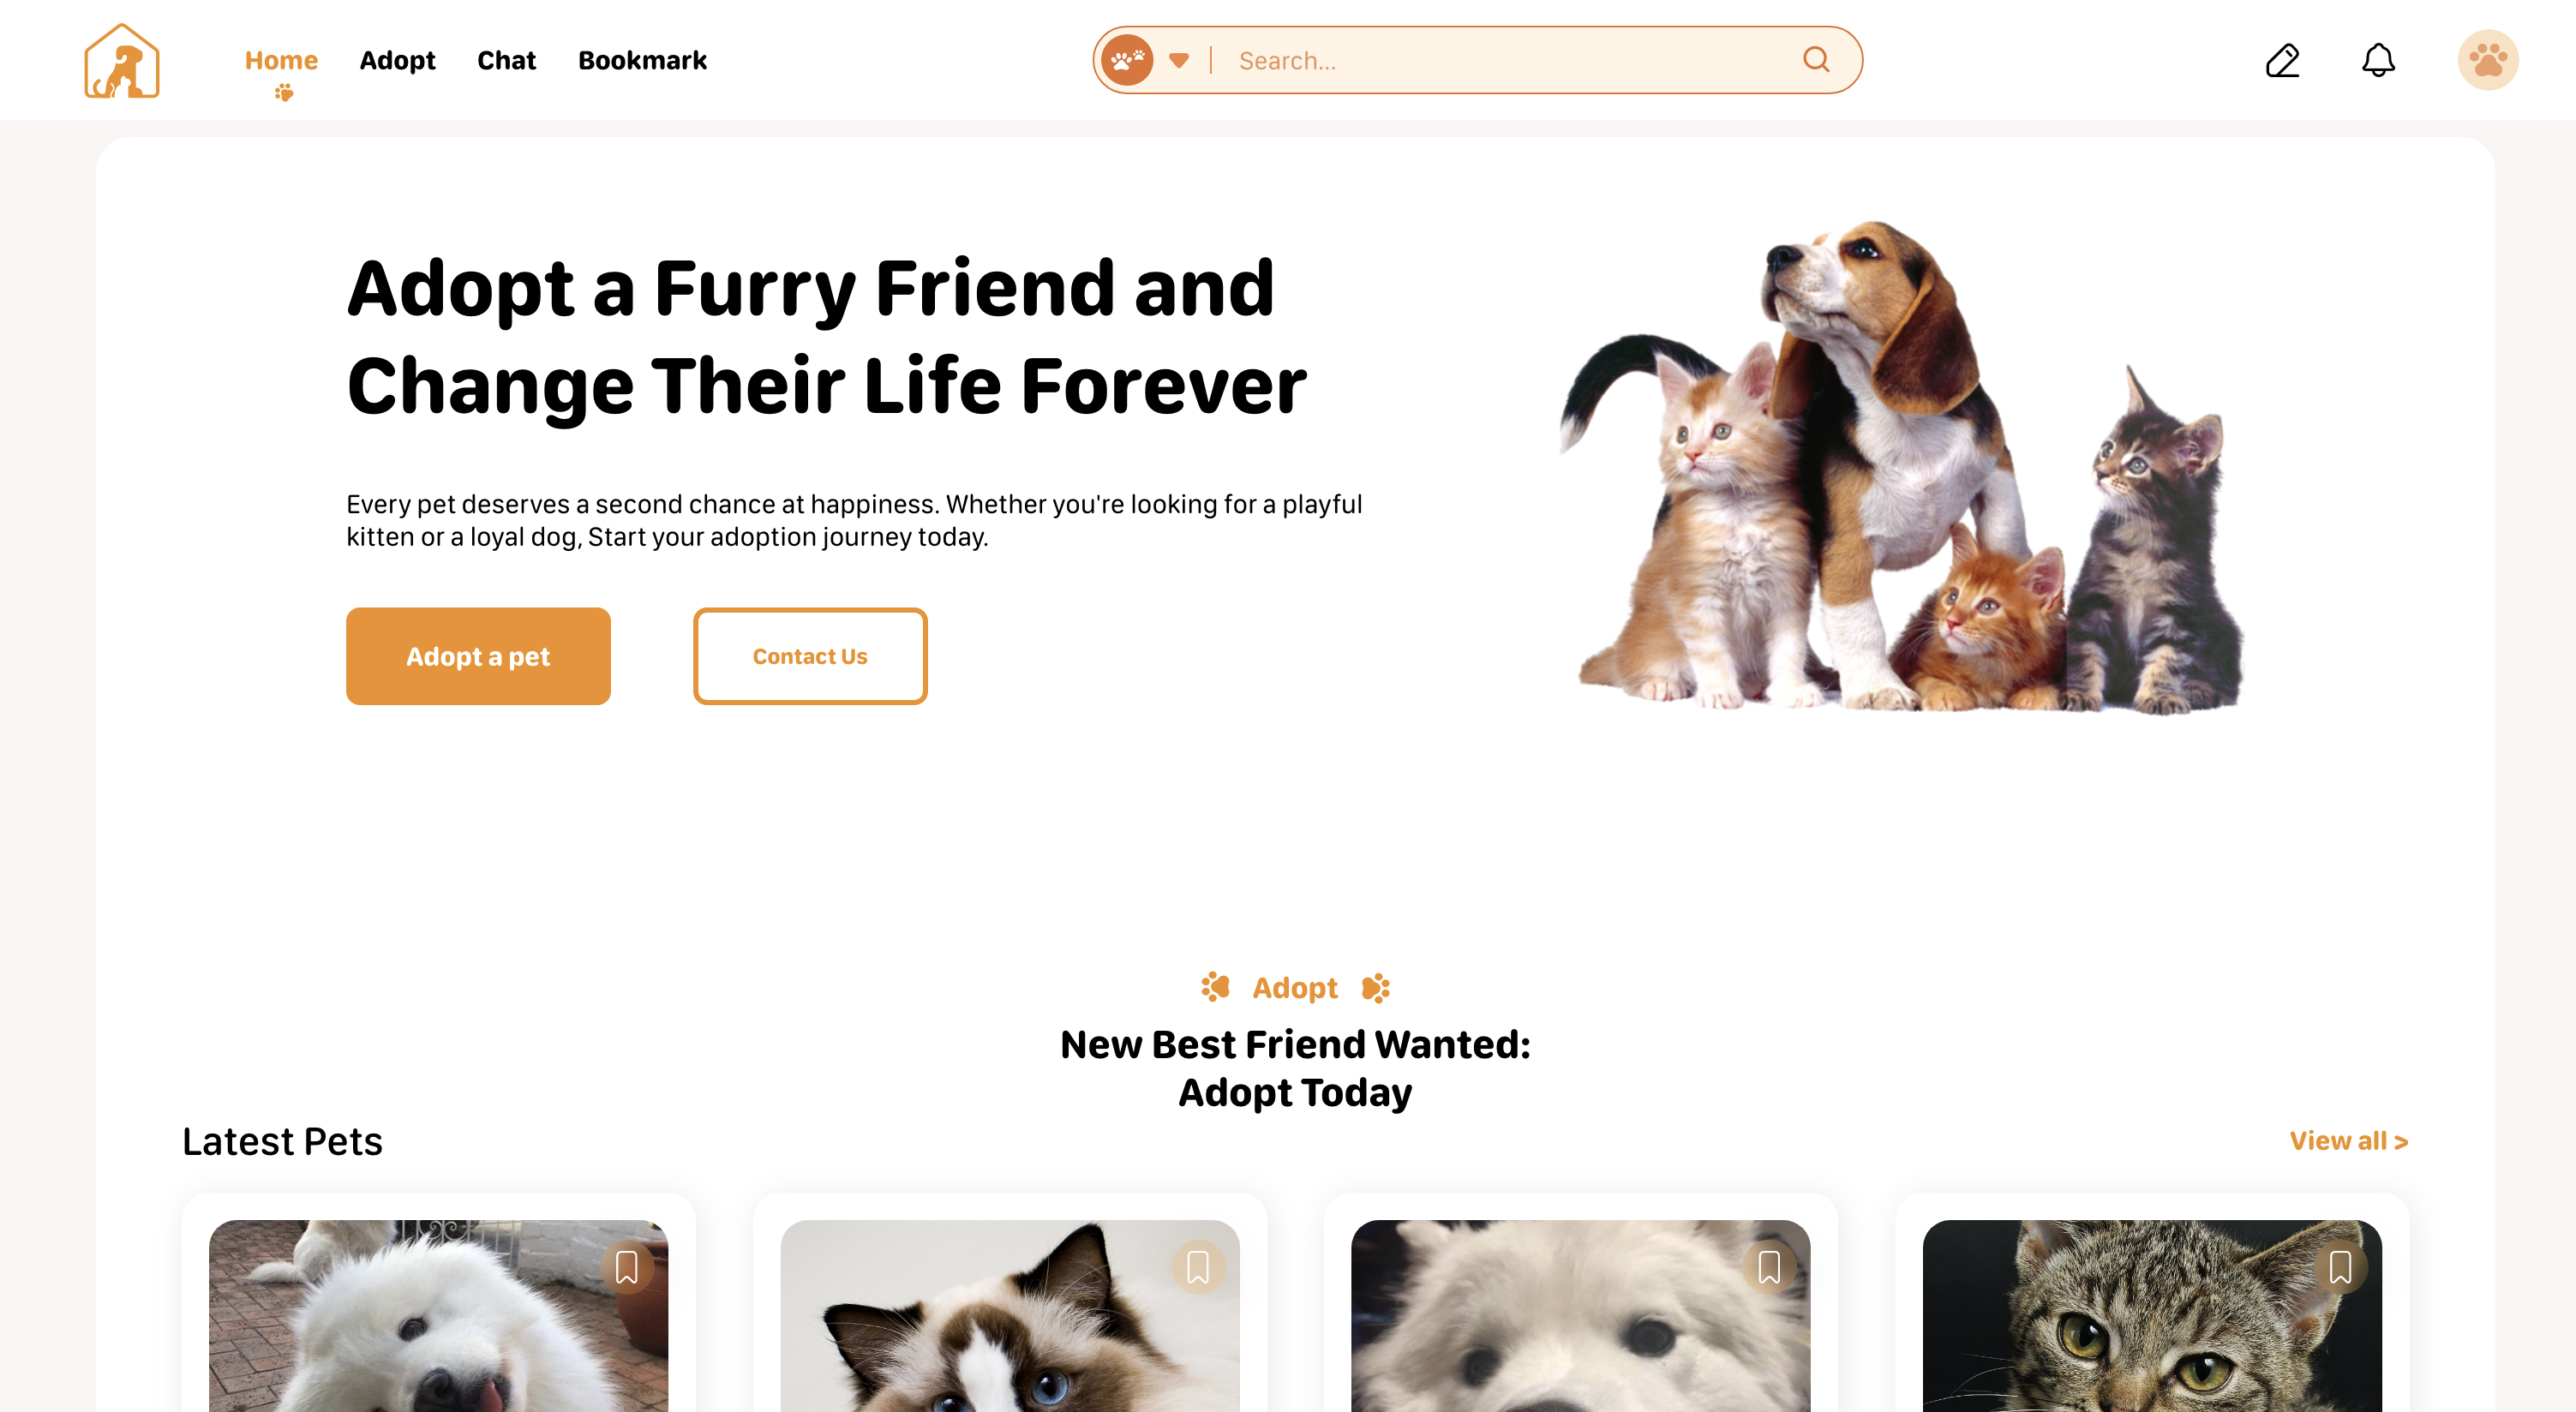 Home Adopt Chat Bookmark Search...
Adopt a Furry Friend and
Change Their Life Forever
Every pet deserves a second chance at happiness. Whether you're looking for a playful
kitten or a loyal dog, Start your adoption journey today.
Adopt a pet
Contact Us
Adopt
New Best Friend Wanted:
Adopt Today
Latest Pets
View all >